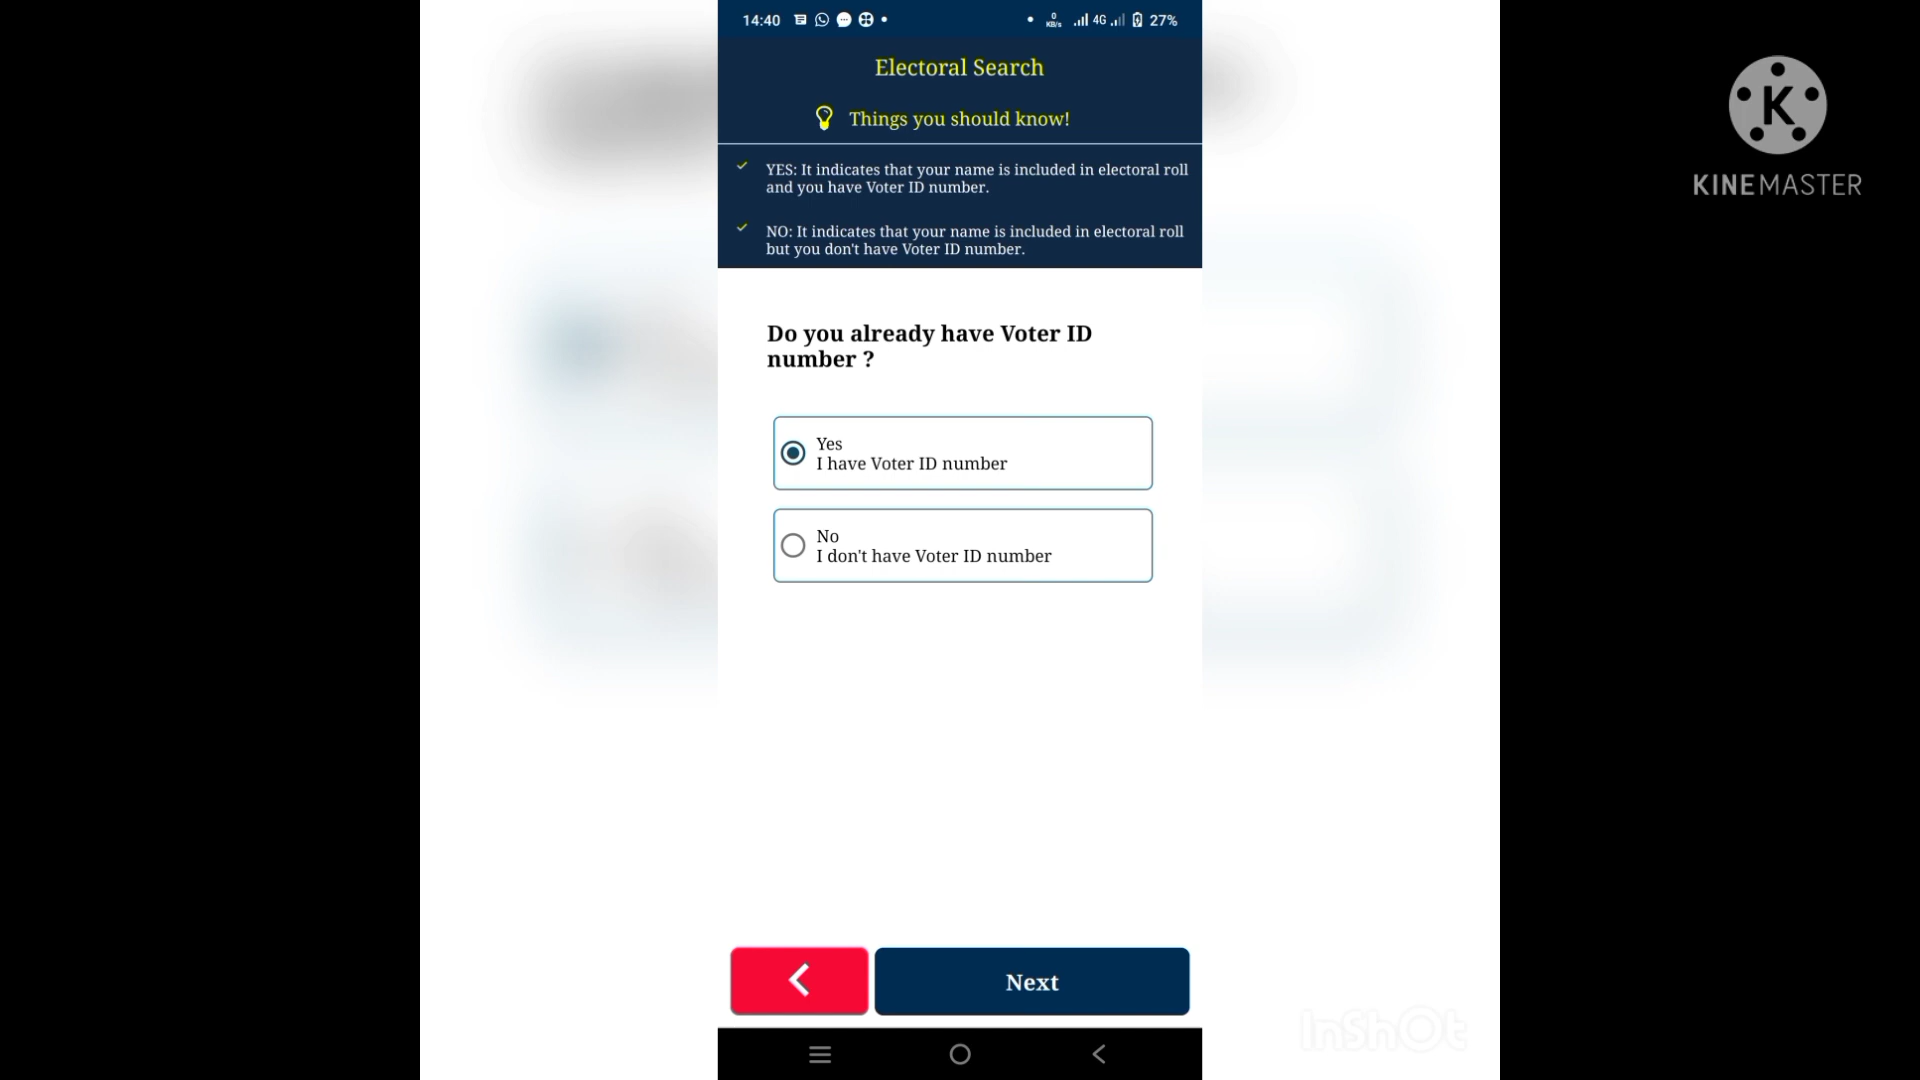 14:40
0
KB/s
4G
27%
Electoral Search
Things you should know!
YES: It indicates that your name is included in electoral roll
and you have Voter ID number.
NO: It indicates that your name is included in electoral roll
but you don't have Voter ID number.
Do you already have Voter ID
number ?
Yes
I have Voter ID number
No
I don't have Voter ID number
Next
K
KINEMASTER
InShOt